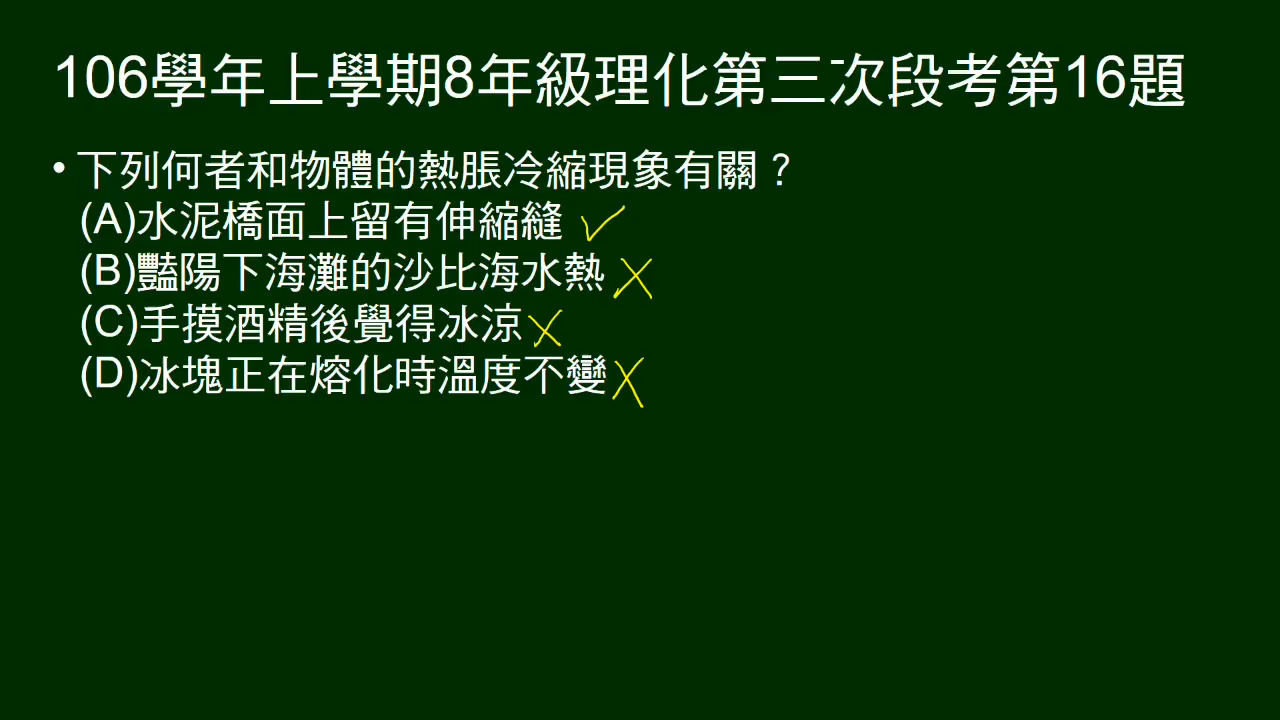 106學年上學期8年級理化第三次段考第16題
• 下列何者和物體的熱脹冷縮現象有關？
(A)水泥橋面上留有伸縮縫 ✓
(B)豔陽下海灘的沙比海水熱 ✗
(C)手摸酒精後覺得冰涼 ✗
(D)冰塊正在熔化時溫度不變 ✗